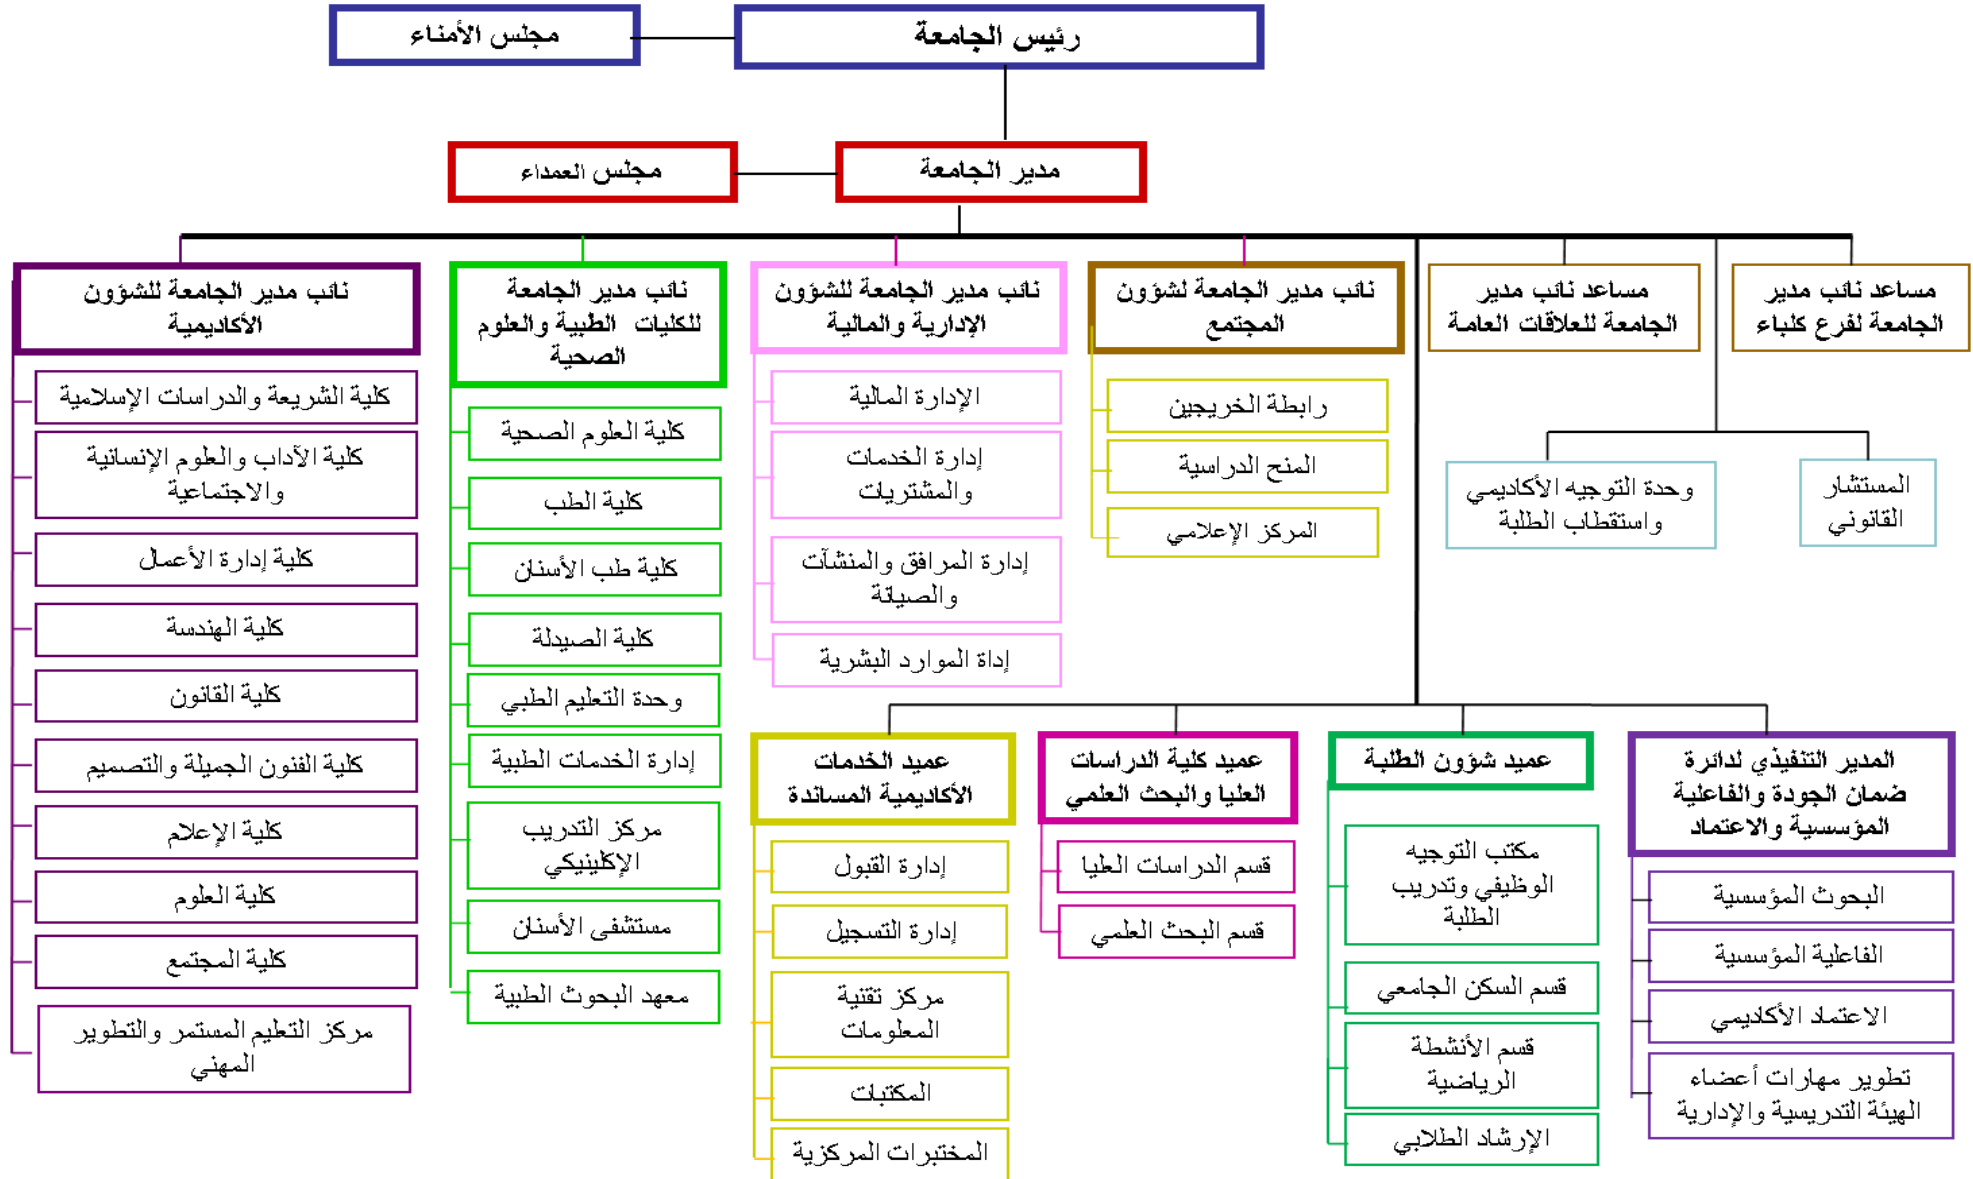 رئيس الجامعة
مجلس الأمناء
مدير الجامعة
مجلس العمداء
مساعد نائب مدير
الجامعة لفرع كلباء
مساعد نائب مدير
الجامعة للعلاقات العامة
المستشار
القانوني
وحدة التوجيه الأكاديمي
واستقطاب الطلبة
نائب مدير الجامعة لشؤون
المجتمع
رابطة الخريجين
المنح الدراسية
المركز الإعلامي
نائب مدير الجامعة للشؤون
الإدارية والمالية
الإدارة المالية
إدارة الخدمات
والمشتريات
إدارة المرافق والمنشآت
والصيانة
إداة الموارد البشرية
نائب مدير الجامعة
للكليات الطبية والعلوم
الصحية
كلية العلوم الصحية
كلية الطب
كلية طب الأسنان
كلية الصيدلة
وحدة التعليم الطبي
إدارة الخدمات الطبية
مركز التدريب
الإكلينيكي
مستشفى الأسنان
معهد البحوث الطبية
نائب مدير الجامعة للشؤون
الأكاديمية
كلية الشريعة والدراسات الإسلامية
كلية الآداب والعلوم الإنسانية
والاجتماعية
كلية إدارة الأعمال
كلية الهندسة
كلية القانون
كلية الفنون الجميلة والتصميم
كلية الإعلام
كلية العلوم
كلية المجتمع
مركز التعليم المستمر والتطوير
المهني
المدير التنفيذي لدائرة
ضمان الجودة والفاعلية
المؤسسية والاعتماد
البحوث المؤسسية
الفاعلية المؤسسية
الاعتماد الأكاديمي
تطوير مهارات أعضاء
الهيئة التدريسية والإدارية
عميد شؤون الطلبة
مكتب التوجيه
الوظيفي وتدريب
الطلبة
قسم السكن الجامعي
قسم الأنشطة
الرياضية
الإرشاد الطلابي
عميد كلية الدراسات
العليا والبحث العلمي
قسم الدراسات العليا
قسم البحث العلمي
عميد الخدمات
الأكاديمية المساندة
إدارة القبول
إدارة التسجيل
مركز تقنية
المعلومات
المكتبات
المختبرات المركزية